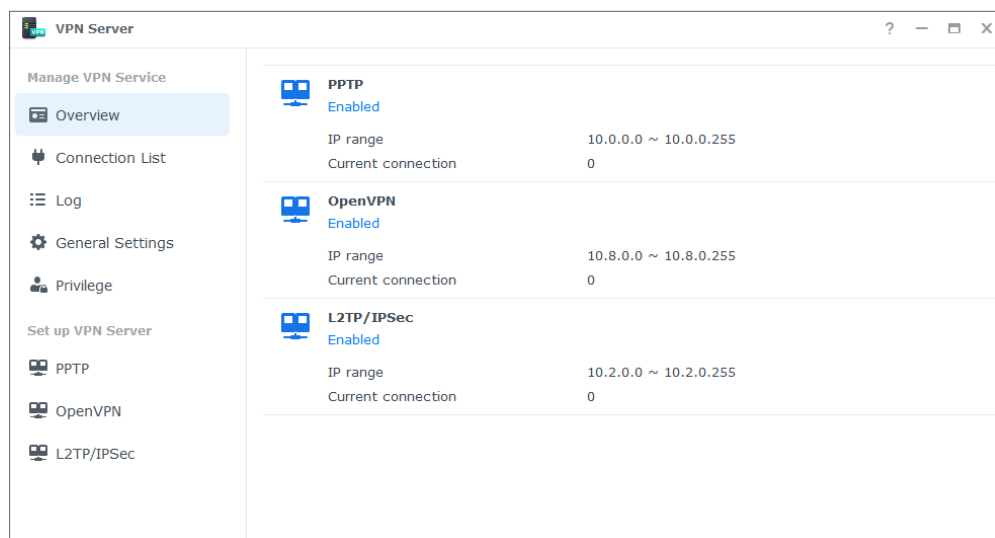 VPN Server
?
Manage VPN Service
Overview
Connection List
Log
General Settings
Privilege
Set up VPN Server
PPTP
OpenVPN
L2TP/IPSec
PPTP
Enabled
IP range 10.0.0.0 ~ 10.0.0.255
Current connection 0
OpenVPN
Enabled
IP range 10.8.0.0 ~ 10.8.0.255
Current connection 0
L2TP/IPSec
Enabled
IP range 10.2.0.0 ~ 10.2.0.255
Current connection 0